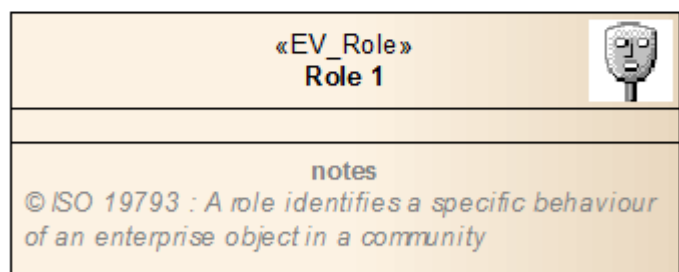 «EV_Role»
Role 1
notes
© ISO 19793 : A role identifies a specific behaviour
of an enterprise object in a community